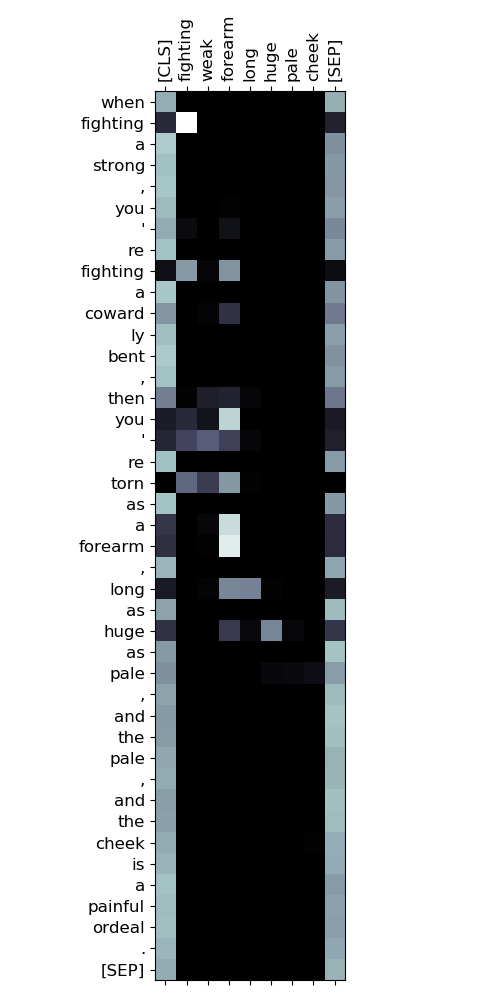 [CLS] fighting weak forearm long huge pale cheek [SEP]
when
fighting
a
strong
,
you
'
re
fighting
a
coward
ly
bent
,
then
you
'
re
torn
as
a
forearm
,
long
as
huge
as
pale
,
and
the
pale
,
and
the
cheek
is
a
painful
ordeal
.
[SEP]